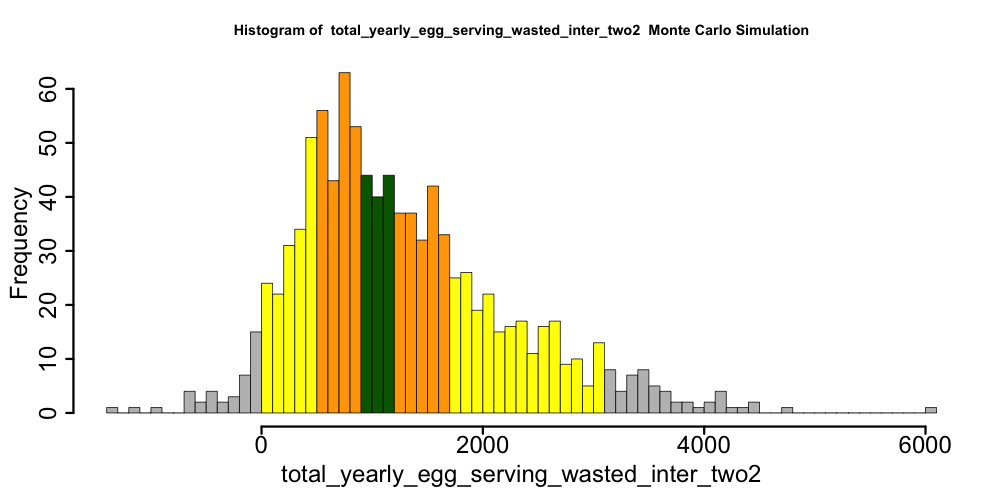 Histogram of  total_yearly_egg_serving_wasted_inter_two2  Monte Carlo Simulation
60
50
40
30
20
10
0
Frequency
0 2000 4000 6000
total_yearly_egg_serving_wasted_inter_two2